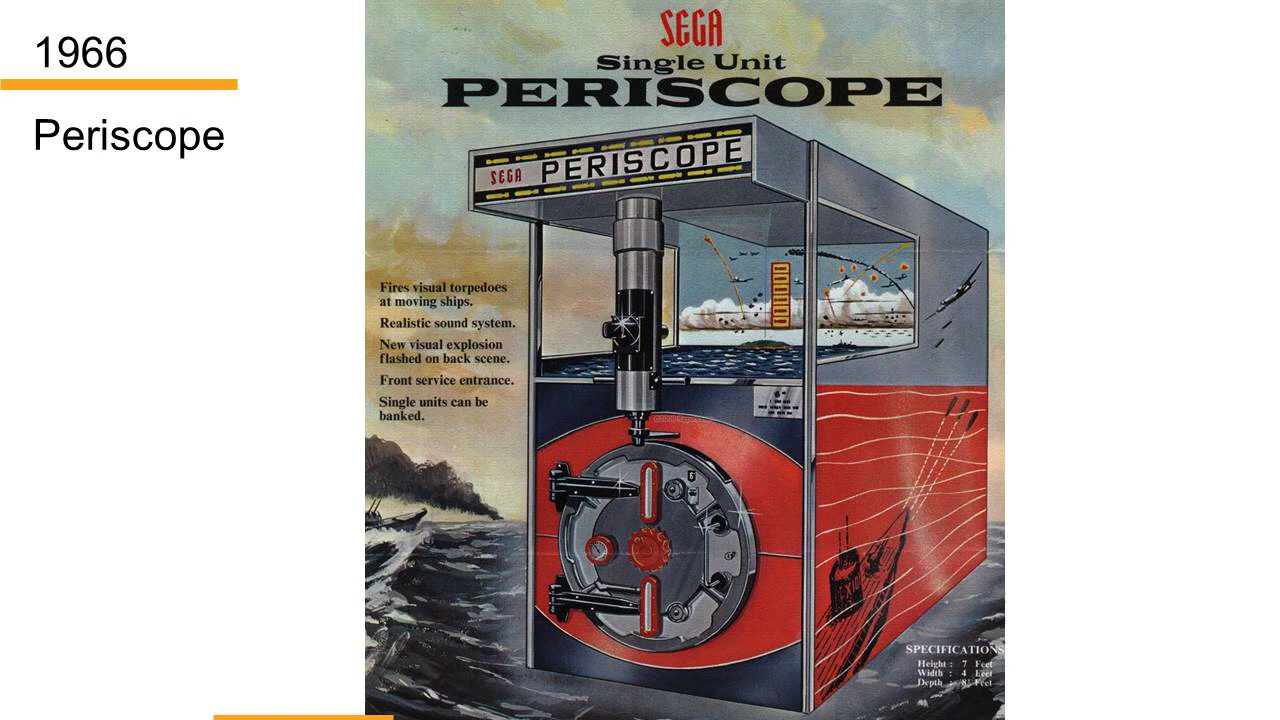 1966
Periscope
SEGA
Single Unit
PERISCOPE
SEGA PERISCOPE
Fires visual torpedoes
at moving ships.
Realistic sound system.
New visual explosion
flashed on back scene.
Front service entrance.
Single units can be
banked.
SPECIFICATIONS
Height : 7 Feet
Width : 4 Feet
Depth : Feet